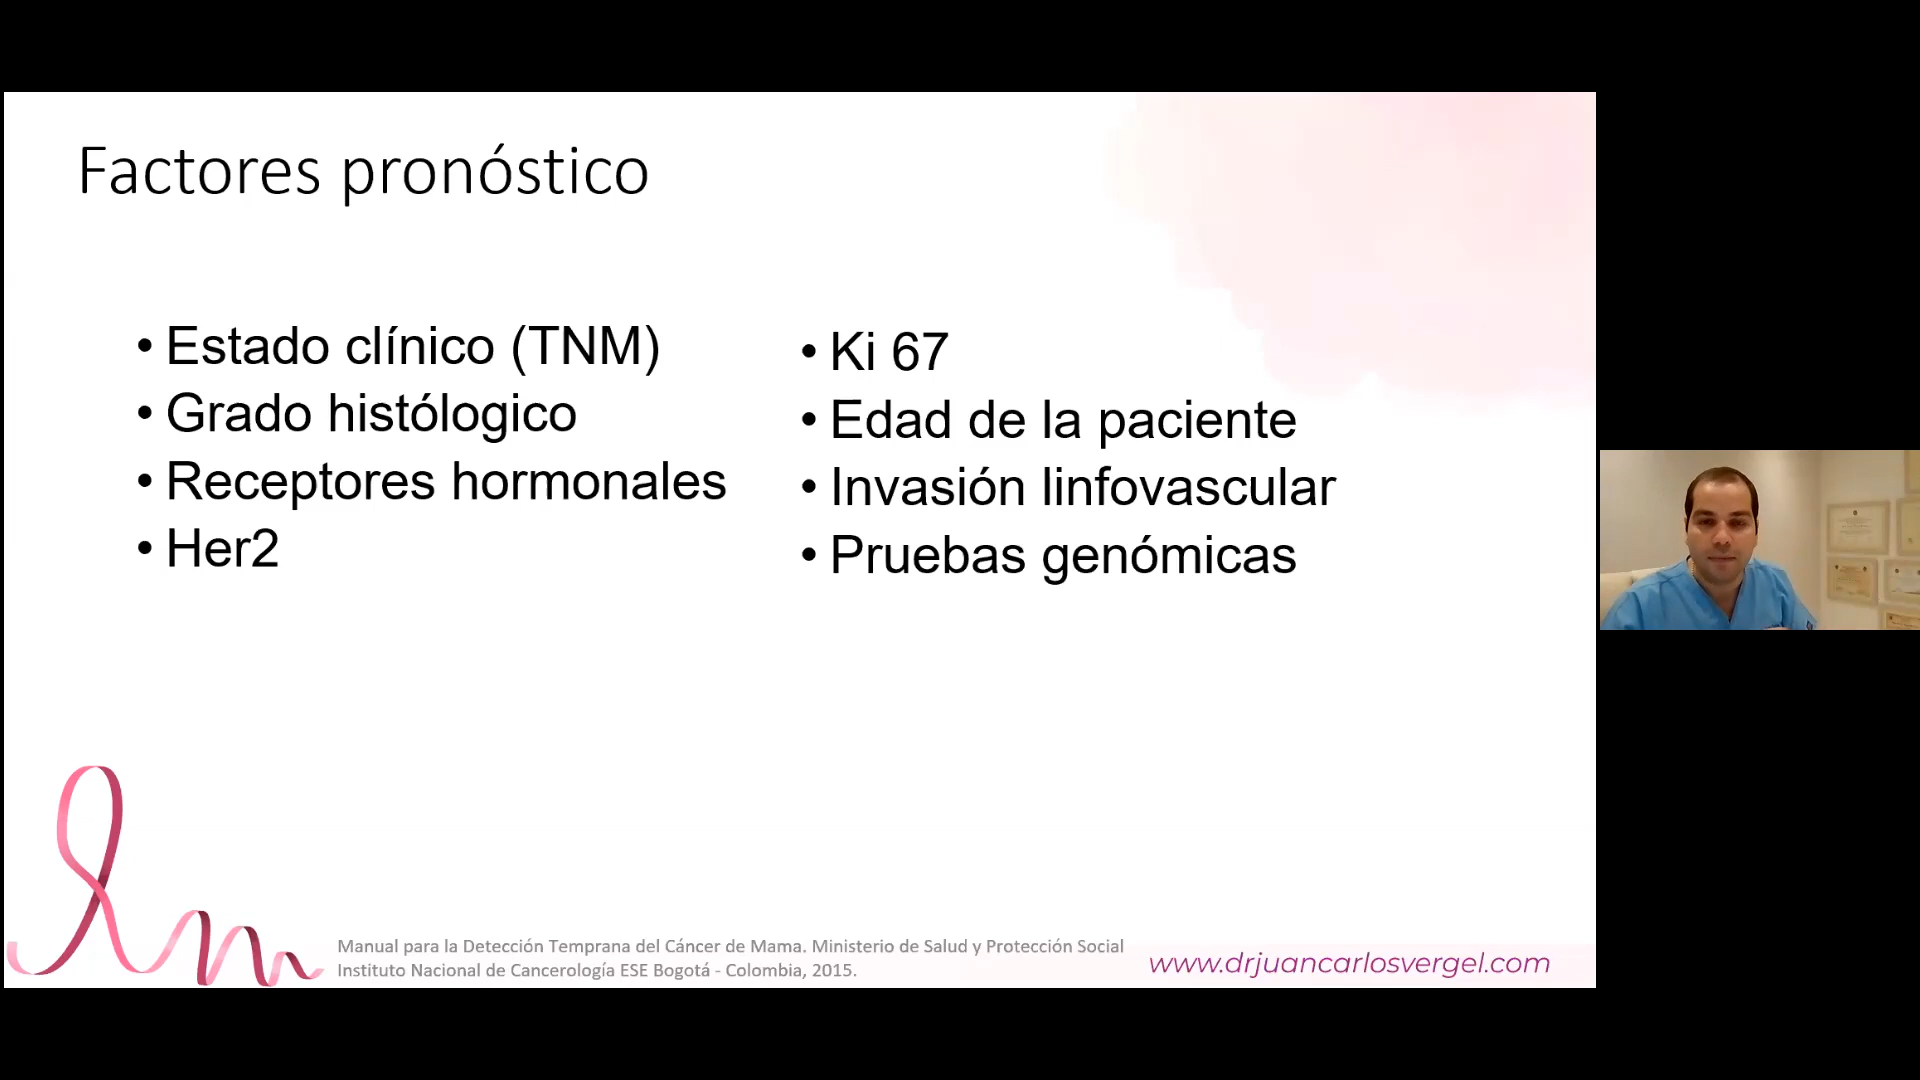 Factores pronóstico
• Estado clínico (TNM)
• Grado histólogico
• Receptores hormonales
• Her2
• Ki 67
• Edad de la paciente
• Invasión linfovascular
• Pruebas genómicas
Manual para la Detección Temprana del Cáncer de Mama. Ministerio de Salud y Protección Social
Instituto Nacional de Cancerología ESE Bogotá - Colombia, 2015.
www.drjuancarlosvergel.com